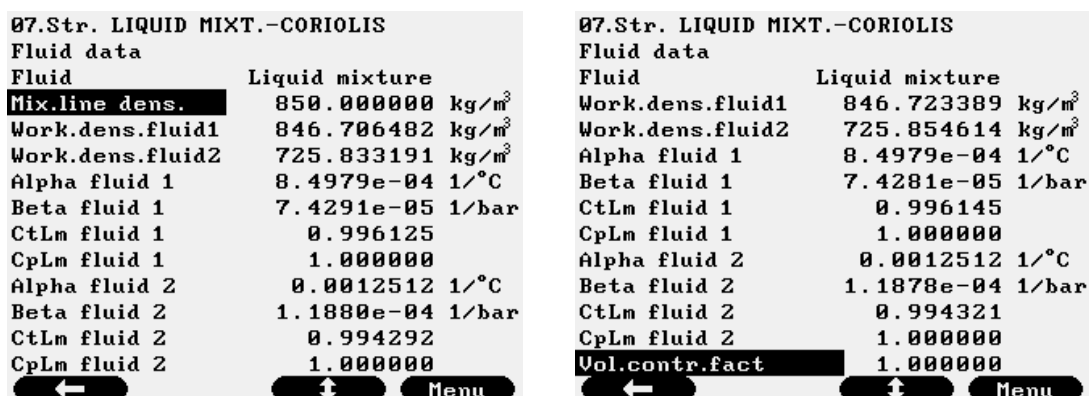 07.Str. LIQUID MIXT.-CORIOLIS
Fluid data
Fluid Liquid mixture
Mix.line dens. 850.000000 kg/m³
Work.dens.fluid1 846.706482 kg/m³
Work.dens.fluid2 725.833191 kg/m³
Alpha fluid 1 8.4979e-04 1/°C
Beta fluid 1 7.4291e-05 1/bar
CtLm fluid 1 0.996125
CpLm fluid 1 1.000000
Alpha fluid 2 0.0012512 1/°C
Beta fluid 2 1.1880e-04 1/bar
CtLm fluid 2 0.994292
CpLm fluid 2 1.000000
Menu
07.Str. LIQUID MIXT.-CORIOLIS
Fluid data
Fluid Liquid mixture
Work.dens.fluid1 846.723389 kg/m³
Work.dens.fluid2 725.854614 kg/m³
Alpha fluid 1 8.4979e-04 1/°C
Beta fluid 1 7.4281e-05 1/bar
CtLm fluid 1 0.996145
CpLm fluid 1 1.000000
Alpha fluid 2 0.0012512 1/°C
Beta fluid 2 1.1878e-04 1/bar
CtLm fluid 2 0.994321
CpLm fluid 2 1.000000
Vol.contr.fact 1.000000
Menu